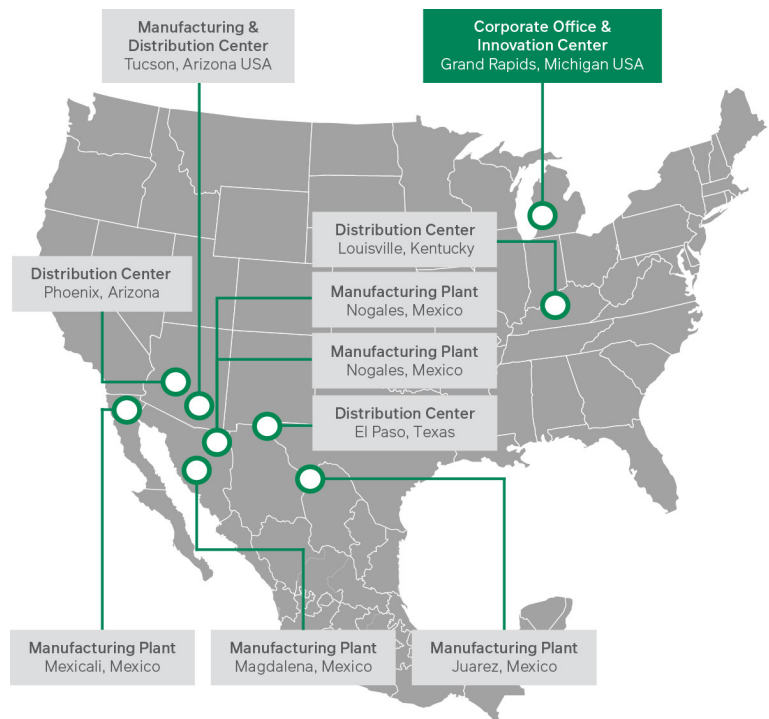 Manufacturing &
Distribution Center
Tucson, Arizona USA
Corporate Office &
Innovation Center
Grand Rapids, Michigan USA
Distribution Center
Louisville, Kentucky
Distribution Center
Phoenix, Arizona
Manufacturing Plant
Nogales, Mexico
Manufacturing Plant
Nogales, Mexico
Distribution Center
El Paso, Texas
Manufacturing Plant
Mexicali, Mexico
Manufacturing Plant
Magdalena, Mexico
Manufacturing Plant
Juarez, Mexico